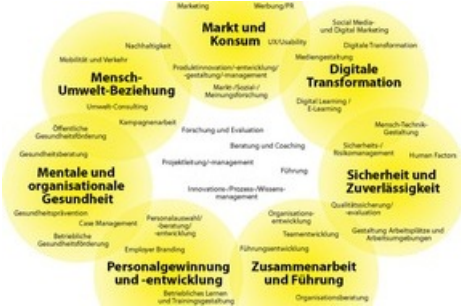 Marketing
Werbung/PR
Markt und
Konsum
UX/Usability
Produktinnovation/-entwicklung/
-gestaltung/-management
Markt-/Sozial-/
Meinungsforschung
Social Media-
und Digital Marketing
Digitale Transformation
Mediengestaltung
Digitale
Transformation
Digital Learning /
E-Learning
Mensch-Technik-
Gestaltung
Nachhaltigkeit
Mobilität und Verkehr
Mensch-
Umwelt-Beziehung
Umwelt-Consulting
Kampagnenarbeit
Öffentliche
Gesundheitsförderung
Forschung und Evaluation
Beratung und Coaching
Projektleitung/-management
Führung
Innovations-/Prozess-/Wissens-
management
Sicherheits-/
Risikomanagement
Human Factors
Sicherheit und
Zuverlässigkeit
Qualitätssicherung/
-evaluation
Gestaltung Arbeitsplätze und
Arbeitsumgebungen
Gesundheitsberatung
Mentale und
organisationale
Gesundheit
Gesundheitsprävention
Case Management
Betriebliche
Gesundheitsförderung
Personalauswahl/
-beratung/
-entwicklung
Employer Branding
Personalgewinnung
und -entwicklung
Betriebliches Lernen
und Trainingsgestaltung
Organisations-
entwicklung
Teamentwicklung
Führungsentwicklung
Zusammenarbeit
und Führung
Organisationsberatung